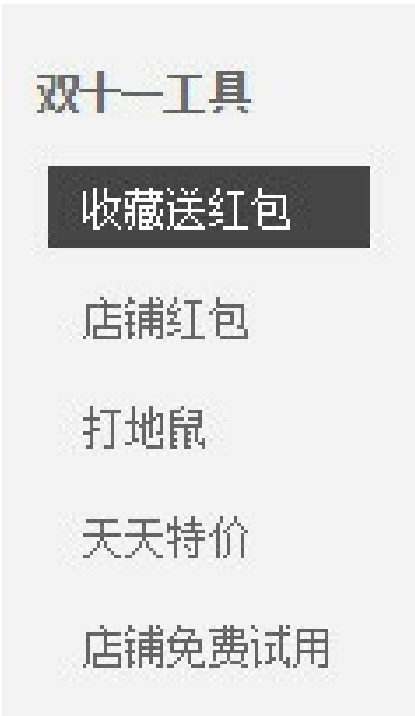 双十一工具
收藏送红包
店铺红包
打地鼠
天天特价
店铺免费试用